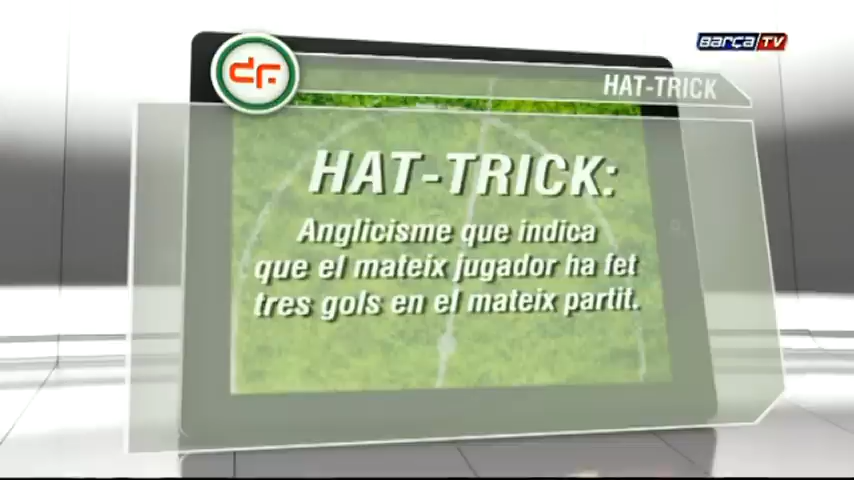 BARÇA TV
dF.
HAT-TRICK
HAT-TRICK:
Anglicisme que indica
que el mateix jugador ha fet
tres gols en el mateix partit.